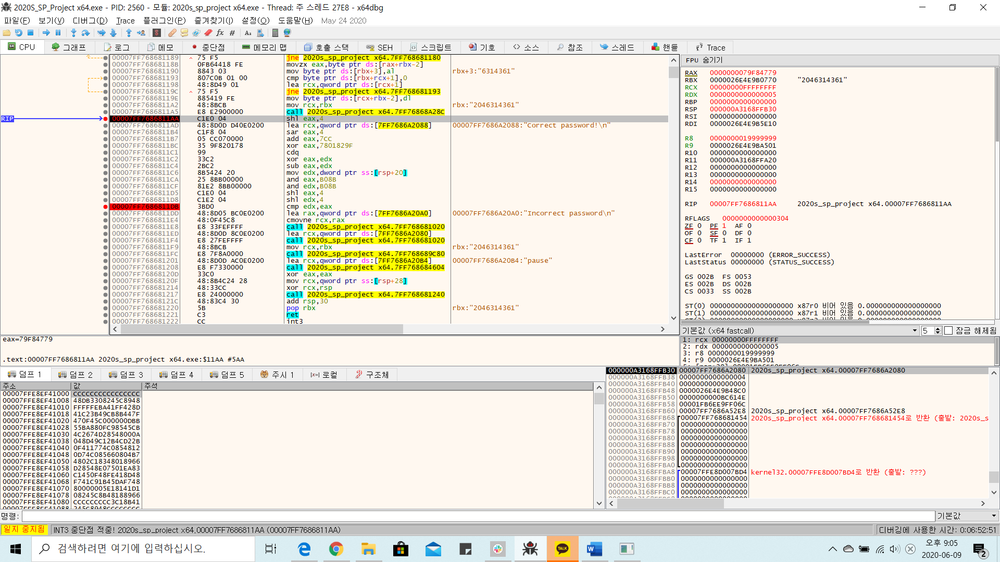 2020S_SP_Project x64.exe - PID: 2560 - 모듈: 2020s_sp_project x64.exe - Thread: 주 스레드 27E8 - x64dbg
파일(F) 보기(V) 디버그(D) Trace 플러그인(P) 즐겨찾기(I) 설정(O) 도움말(H) May 24 2020
CPU 그래프 로그 메모 중단점 메모리 맵 호출 스택 SEH 스크립트 기호 소스 참조 스레드 핸들 Trace
RIP
00007FF768681189 75 F5 jne 2020s_sp_project x64.7FF768681180
00007FF76868118B 0FB64418 FE movzx eax,byte ptr ds:[rax+rbx-2]
00007FF768681190 8843 03 mov byte ptr ds:[rbx+3],al rbx+3:"6314361"
00007FF768681193 807C0B 01 00 cmp byte ptr ds:[rbx+rcx+1],0
00007FF768681198 48:8D49 01 lea rcx,qword ptr ds:[rcx+1]
00007FF76868119C 75 F5 jne 2020s_sp_project x64.7FF768681193
00007FF76868119E 885419 FE mov byte ptr ds:[rcx+rbx-2],dl
00007FF7686811A2 48:8BCB mov rcx,rbx rbx:"2046314361"
00007FF7686811A5 E8 E2900000 call 2020s_sp_project x64.7FF76868A28C
00007FF7686811AA C1E0 04 shl eax,4
00007FF7686811AD 48:8D0D D40E0200 lea rcx,qword ptr ds:[7FF7686A2088] 00007FF7686A2088:"Correct password!\n"
00007FF7686811B4 C1F8 04 sar eax,4
00007FF7686811B7 05 CC070000 add eax,7CC
00007FF7686811BC 35 9F820178 xor eax,7801829F
00007FF7686811C1 99 cdq
00007FF7686811C2 33C2 xor eax,edx
00007FF7686811C4 2BC2 sub eax,edx
00007FF7686811C6 8B5424 20 mov edx,dword ptr ss:[rsp+20]
00007FF7686811CA 25 8BB00000 and eax,B08B
00007FF7686811CF 81E2 8BB00000 and edx,B08B
00007FF7686811D5 C1E0 04 shl eax,4
00007FF7686811D8 C1E2 04 shl edx,4
00007FF7686811DB 3BD0 cmp edx,eax
00007FF7686811DD 48:8D05 BC0E0200 lea rax,qword ptr ds:[7FF7686A20A0] 00007FF7686A20A0:"Incorrect password\n"
00007FF7686811E4 48:0F45C8 cmovne rcx,rax
00007FF7686811E8 E8 33FEFFFF call 2020s_sp_project x64.7FF768681020
00007FF7686811ED 48:8D0D 8C0E0200 lea rcx,qword ptr ds:[7FF7686A2080]
00007FF7686811F4 E8 27FEFFFF call 2020s_sp_project x64.7FF768681020
00007FF7686811F9 48:8BCB mov rcx,rbx rbx:"2046314361"
00007FF7686811FC E8 7F8A0000 call 2020s_sp_project x64.7FF768689C80
00007FF768681201 48:8D0D AC0E0200 lea rcx,qword ptr ds:[7FF7686A20B4] 00007FF7686A20B4:"pause"
00007FF768681208 E8 F7330000 call 2020s_sp_project x64.7FF768684604
00007FF76868120D 33C0 xor eax,eax
00007FF76868120F 48:8B4C24 28 mov rcx,qword ptr ss:[rsp+28]
00007FF768681214 48:33CC xor rcx,rsp
00007FF768681217 E8 24000000 call 2020s_sp_project x64.7FF768681240
00007FF76868121C 48:83C4 30 add rsp,30
00007FF768681220 5B pop rbx rbx:"2046314361"
00007FF768681221 C3 ret
00007FF768681222 CC int3
FPU 숨기기
RAX 0000000079F84779
RBX 0000026E4E9B0770 "2046314361"
RCX 00000000FFFFFFFF
RDX 0000000000000005
RBP 0000000000000000
RSP 000000A3168FFB30
RSI 0000000000000000
RDI 0000026E4E9B5E10
R8 0000000019999999
R9 0000026E4E9BA501
R10 0000000000000000
R11 000000A3168FFA20
R12 0000000000000000
R13 0000000000000000
R14 0000000000000000
R15 0000000000000000
RIP 00007FF7686811AA 2020s_sp_project x64.00007FF7686811AA
RFLAGS 0000000000000304
ZF 0 PF 1 AF 0
OF 0 SF 0 DF 0
CF 0 TF 1 IF 1
LastError 00000000 (ERROR_SUCCESS)
LastStatus 00000000 (STATUS_SUCCESS)
GS 002B FS 0053
ES 002B DS 002B
CS 0033 SS 002B
ST(0) 00000000000000000000 x87r0 비어 있음 0.000000000000000000
ST(1) 00000000000000000000 x87r1 비어 있음 0.000000000000000000
기본값 (x64 fastcall) 5 잠금 해제됨
1: rcx 00000000FFFFFFFF
2: rdx 0000000000000005
3: r8 0000000019999999
4: r9 0000026E4E9BA501
eax=79F84779
.text:00007FF7686811AA 2020s_sp_project x64.exe:$11AA #5AA
덤프 1 덤프 2 덤프 3 덤프 4 덤프 5 주시 1 [x=] 로컬 구조체
주소 값 주석
00007FFE8EF41000 CCCCCCCCCCCCCCCC
00007FFE8EF41008 48DB3308245C8948
00007FFE8EF41010 FFFFFFEBA41FF428D
00007FFE8EF41018 41C23B49CB8B447F
00007FFE8EF41020 470F45C000000DBB
00007FFE8EF41028 55BA880FC98545CB
00007FFE8EF41030 4C2674D28548000A
00007FFE8EF41038 048D49C12B4CD22B
00007FFE8EF41040 0F411774C0854812
00007FFE8EF41048 0D74C085660804B7
00007FFE8EF41050 4802C18348018966
00007FFE8EF41058 D28548E07501EA83
00007FFE8EF41060 C1450F48FE418D48
00007FFE8EF41068 F741C91B45DAF748
00007FFE8EF41070 80000005E18141D1
00007FFE8EF41078 08245C8B48188966
00007FFE8EF41080 CCCCCCCCC3C18B41
000000A3168FFB30 00007FF7686A2080 2020s_sp_project x64.00007FF7686A2080
000000A3168FFB38 0000000000000004
000000A3168FFB40 0000000000000000
000000A3168FFB48 0000026E4E9B48C0
000000A3168FFB50 0000000000BC614E
000000A3168FFB58 00001FB6EE9FF06C
000000A3168FFB60 00007FF7686A52E8 2020s_sp_project x64.00007FF7686A52E8
000000A3168FFB68 00007FF768681454 2020s_sp_project x64.00007FF768681454로 반환 (출발: 2020s_s
000000A3168FFB70 0000000000000000
000000A3168FFB78 0000000000000000
000000A3168FFB80 0000000000000000
000000A3168FFB88 0000000000000000
000000A3168FFB90 0000000000000000
000000A3168FFB98 0000000000000000
000000A3168FFBA0 0000000000000000
000000A3168FFBA8 00007FFE8D007BD4 kernel32.00007FFE8D007BD4로 반환 (출발: ???)
000000A3168FFBB0 0000000000000000
000000A3168FFBB8 0000000000000000
000000A3168FFBC0 0000000000000000
명령: 기본값
일지 중지됨 INT3 중단점 적중! 2020s_sp_project x64.00007FF7686811AA (00007FF7686811AA) 디버깅에 사용한 시간: 0:06:52:51
검색하려면 여기에 입력하십시오.
TALK
오후 9:05
2020-06-09
2